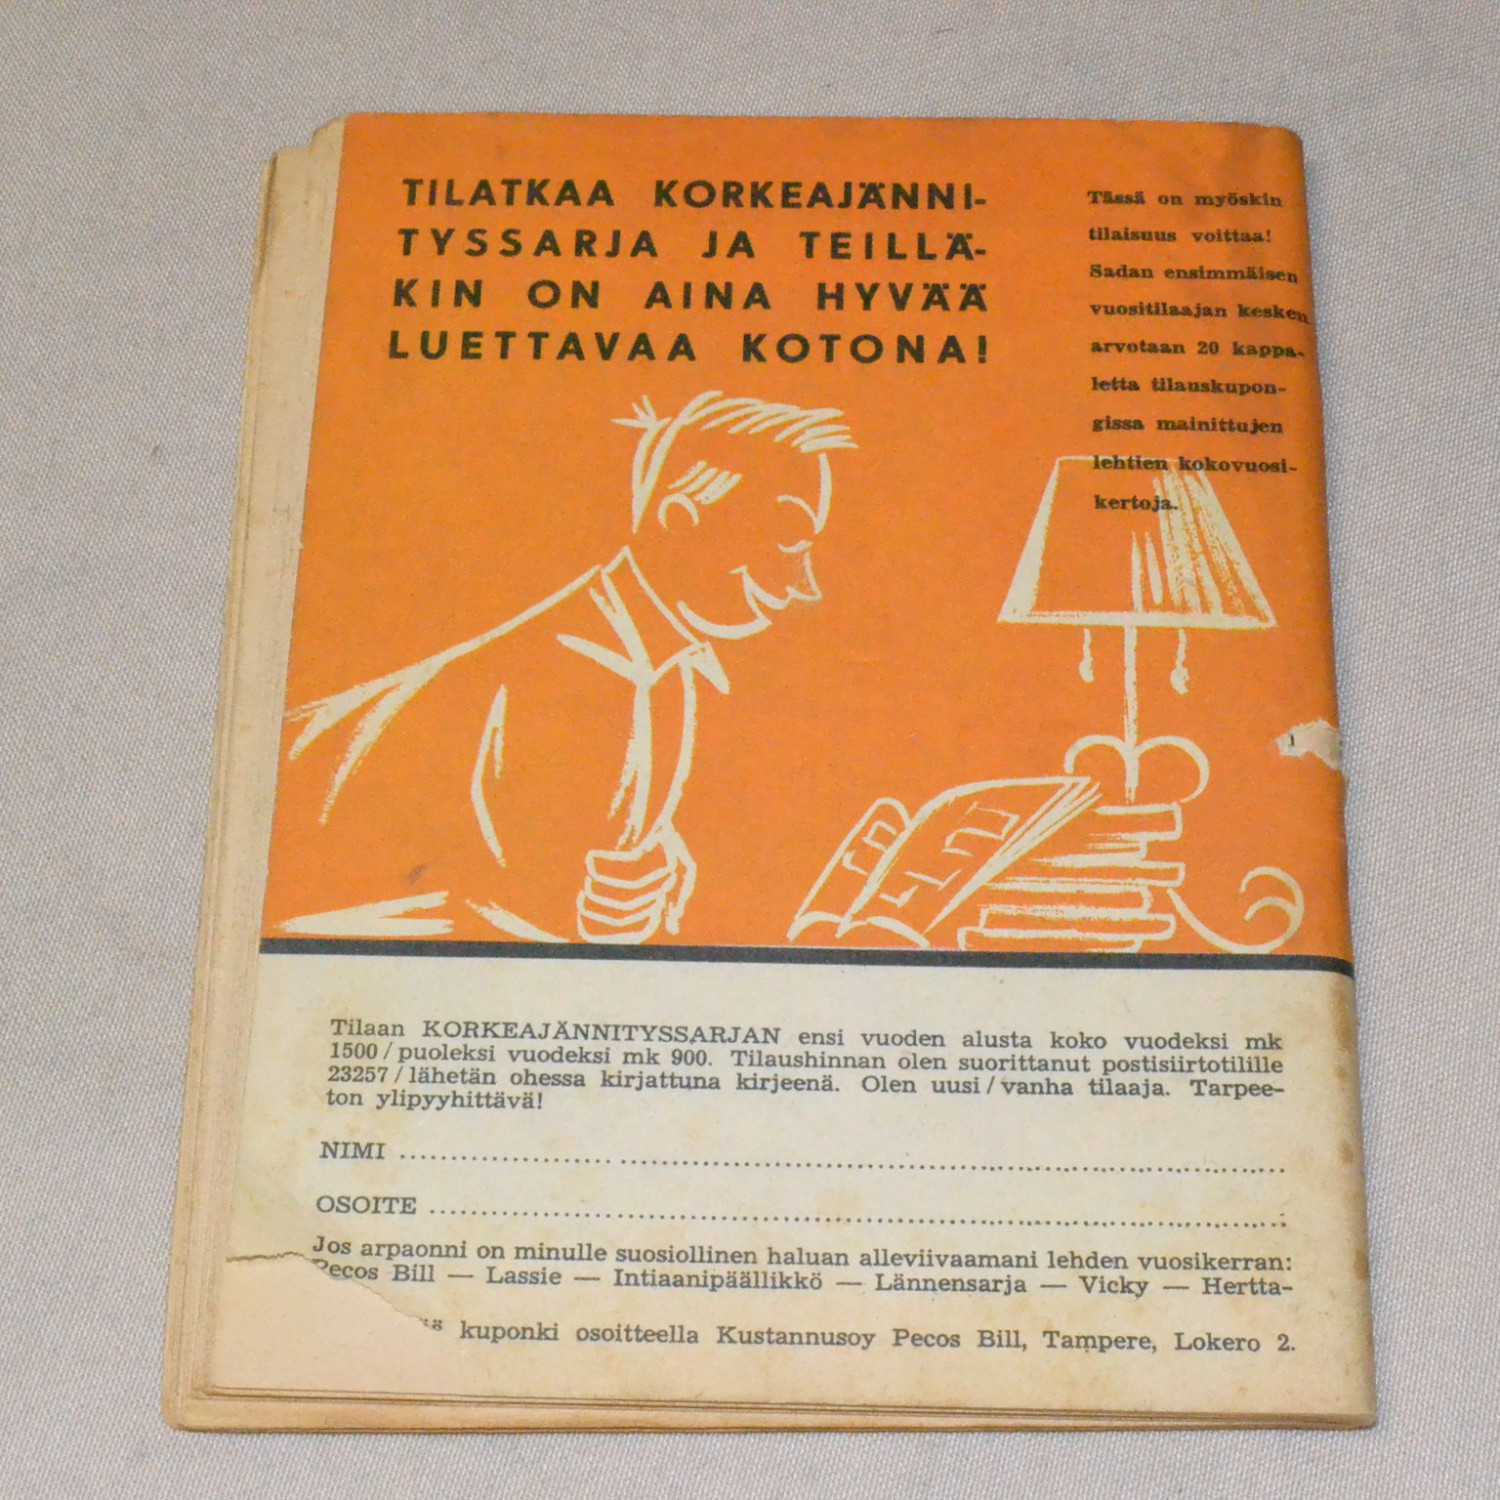 TILATKAA KORKEAJÄNNI-
TYSSARJA JA TEILLÄ-
KIN ON AINA HYVÄÄ
LUETTAVAA KOTONA!
Tässä on myöskin
tilaisuus voittaa!
Sadan ensimmäisen
vuositilaajan kesken
arvotaan 20 kappa-
letta tilauskupon-
gissa mainittujen
lehtien kokovuosi-
kertoja.
Tilaan KORKEAJÄNNITYSSARJAN ensi vuoden alusta koko vuodeksi mk
1500/puoleksi vuodeksi mk 900. Tilaushinnan olen suorittanut postisiirtotilille
23257/lähetän ohessa kirjattuna kirjeenä. Olen uusi/vanha tilaaja. Tarpee-
ton ylipyyhittävä!
NIMI
OSOITE
Jos arpaonni on minulle suosiollinen haluan alleviivaamani lehden vuosikerran:
Pecos Bill — Lassie — Intiaanipäällikkö — Lännensarja — Vicky — Hertta-
kuponki osoitteella Kustannusoy Pecos Bill, Tampere, Lokero 2.